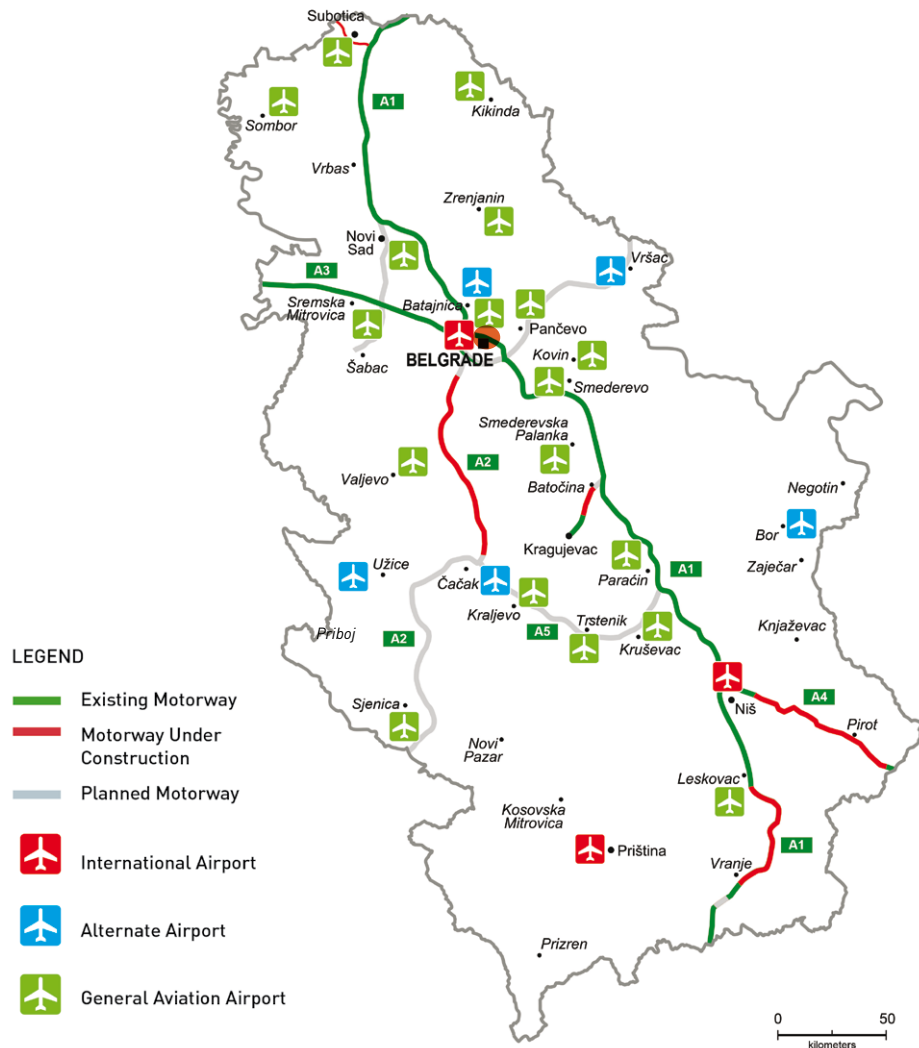 Subotica
A1
Kikinda
Sombor
Vrbas
Zrenjanin
Novi
Sad
A3
Vršac
Sremska
Mitrovica
Batajnica
Pančevo
BELGRADE
Šabac
Kovin
Smederevo
Smederevska
Palanka
A2
Valjevo
Batočina
Negotin
Bor
Kragujevac
Užice
Čačak
Paraćin
A1
Zaječar
Kraljevo
Priboj
A2
A5
Trstenik
Kruševac
Knjaževac
LEGEND
Existing Motorway
Motorway Under
Construction
Planned Motorway
International Airport
Alternate Airport
General Aviation Airport
Sjenica
Niš
A4
Pirot
Novi
Pazar
Leskovac
Kosovska
Mitrovica
Priština
A1
Vranje
Prizren
0 50
kilometers